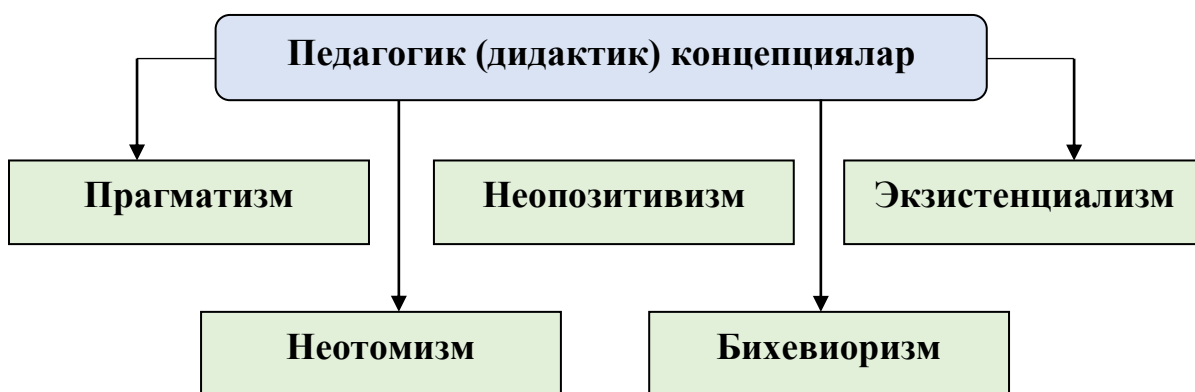 Педагогик (дидактик) концепциялар
Прагматизм
Неопозитивизм
Экзистенциализм
Неотомизм
Бихевиоризм